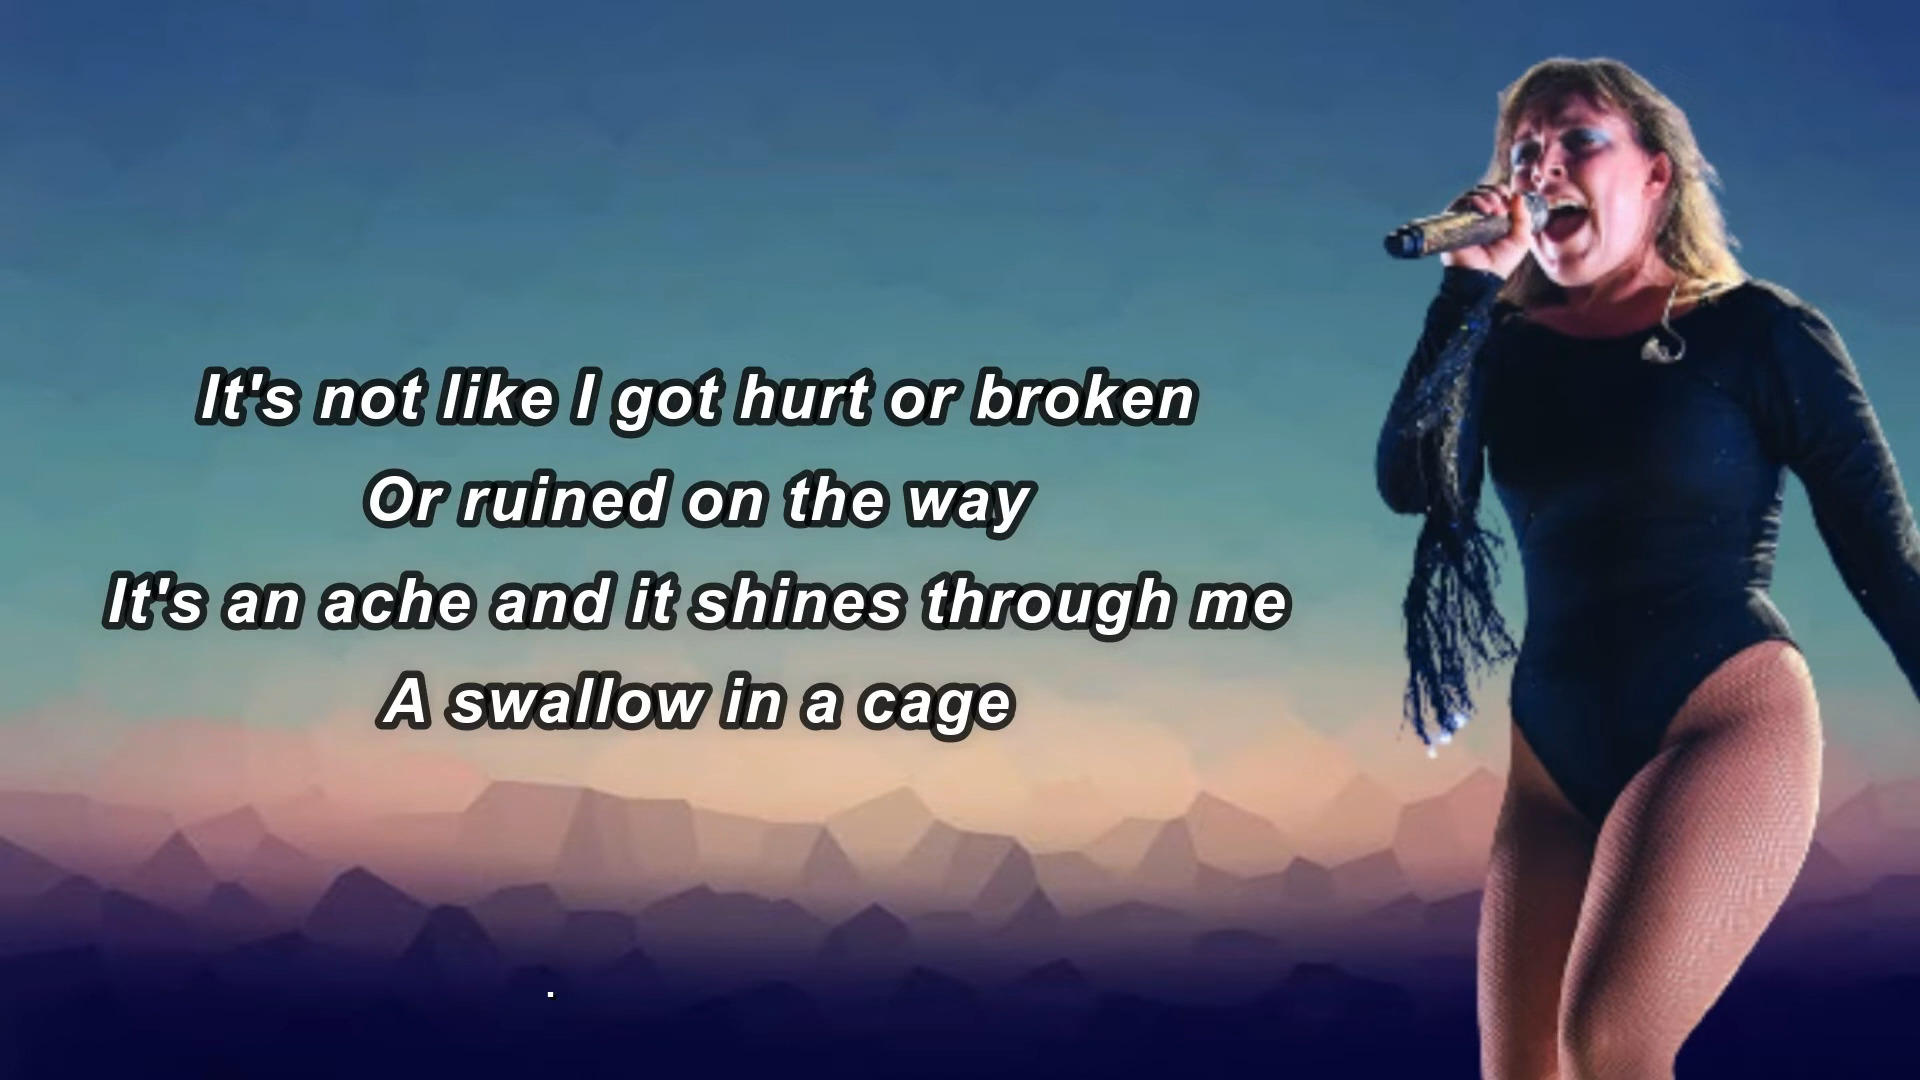 It's not like I got hurt or broken
Or ruined on the way
It's an ache and it shines through me
A swallow in a cage
.